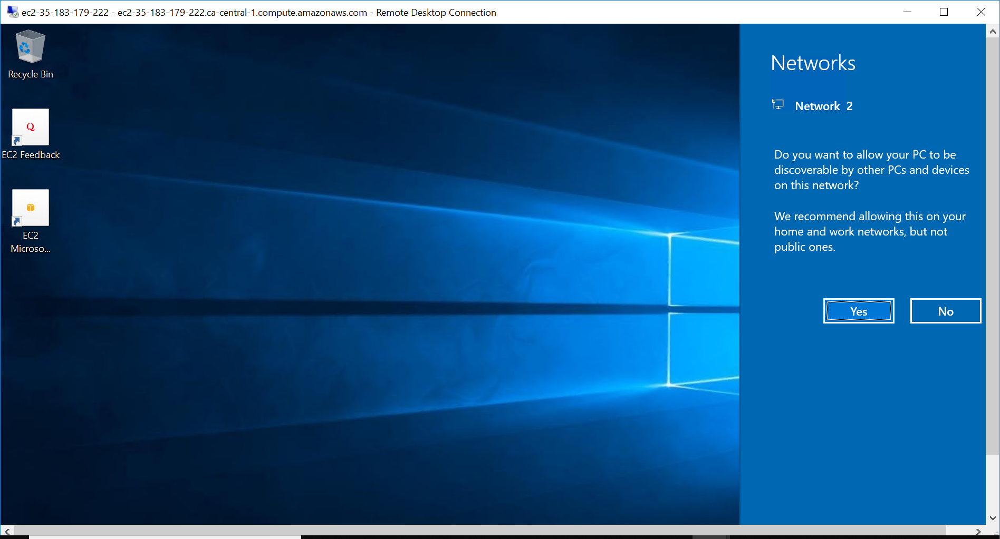 ec2-35-183-179-222 - ec2-35-183-179-222.ca-central-1.compute.amazonaws.com - Remote Desktop Connection
Recycle Bin
Q
EC2 Feedback
EC2
Microso...
Networks
Network 2
Do you want to allow your PC to be
discoverable by other PCs and devices
on this network?
We recommend allowing this on your
home and work networks, but not
public ones.
Yes
No